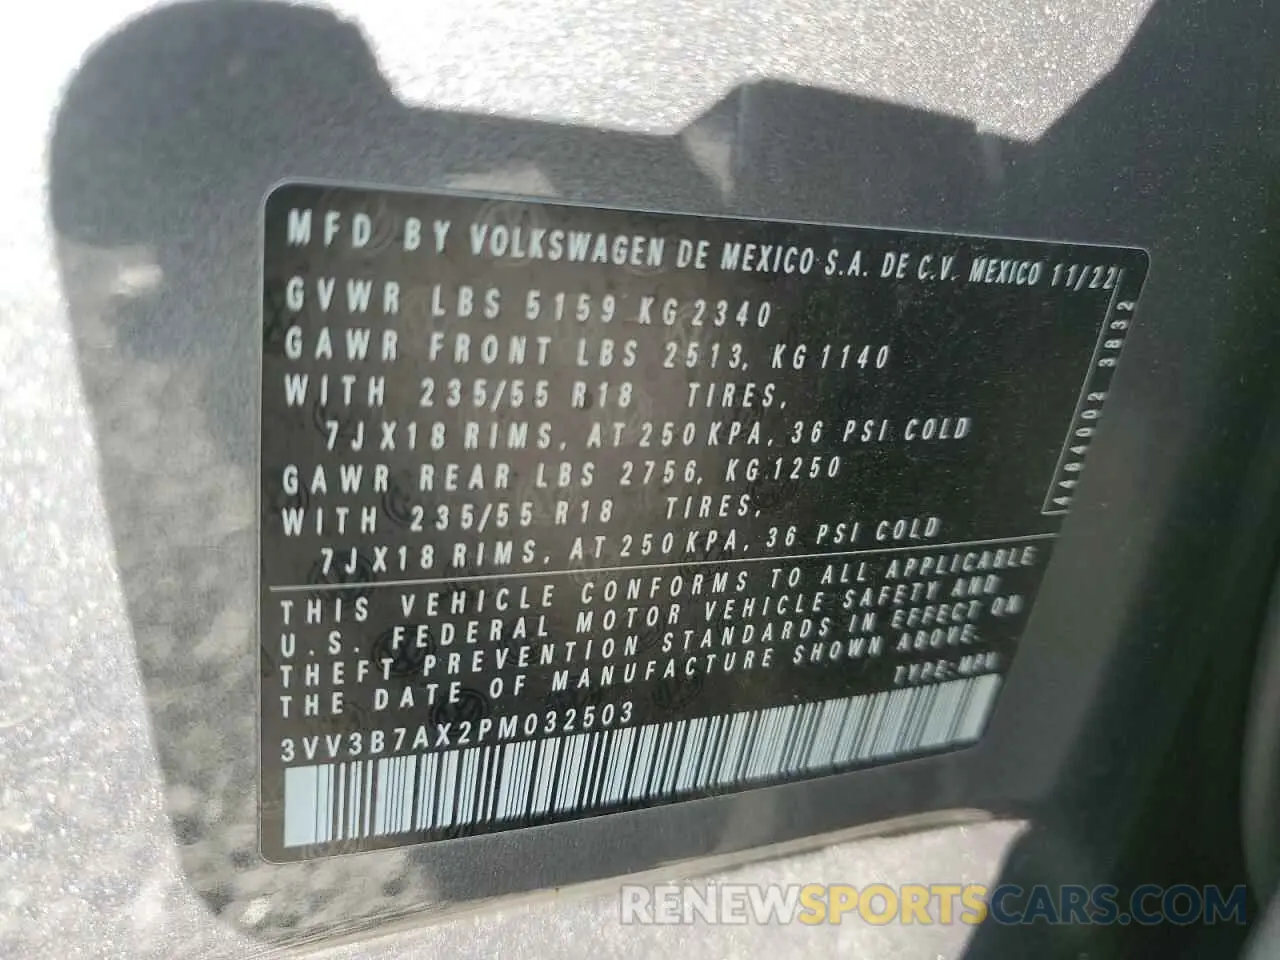 MFD BY VOLKSWAGEN DE MEXICO S.A. DE C.V. MEXICO 11/22
GVWR LBS 5159 KG 2340
GAWR FRONT LBS 2513, KG 1140
WITH 235/55 R18 TIRES,
7JX18 RIMS, AT 250 KPA, 36 PSI COLD
GAWR REAR LBS 2756, KG 1250
WITH 235/55 R18 TIRES,
7JX18 RIMS, AT 250 KPA, 36 PSI COLD
THIS VEHICLE CONFORMS TO ALL APPLICABLE
U.S. FEDERAL MOTOR VEHICLE SAFETY AND
THEFT PREVENTION STANDARDS IN EFFECT ON
THE DATE OF MANUFACTURE SHOWN ABOVE.
TYPE: MPV
3VV3B7AX2PM032503
3832
RENEWSPORTSCARS.COM